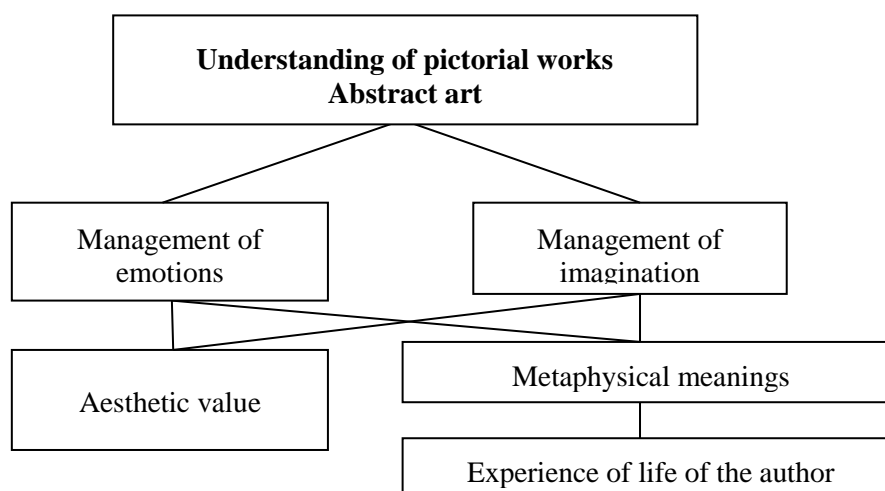 Understanding of pictorial works
Abstract art
Management of
emotions
Management of
imagination
Aesthetic value
Metaphysical meanings
Experience of life of the author